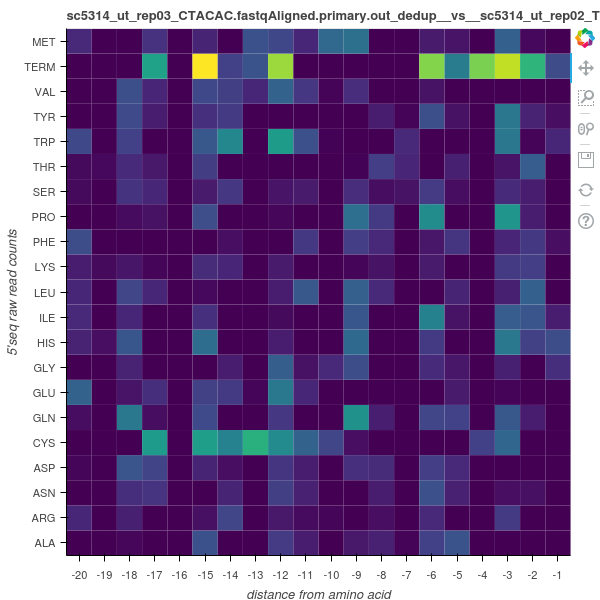 sc5314_ut_rep03_CTACAC.fastqAligned.primary.out_dedup__vs__sc5314_ut_rep02_T
MET
TERM
VAL
TYR
TRP
THR
SER
PRO
PHE
LYS
LEU
ILE
HIS
GLY
GLU
GLN
CYS
ASP
ASN
ARG
ALA
5'seq raw read counts
-20 -19 -18 -17 -16 -15 -14 -13 -12 -11 -10 -9 -8 -7 -6 -5 -4 -3 -2 -1
distance from amino acid